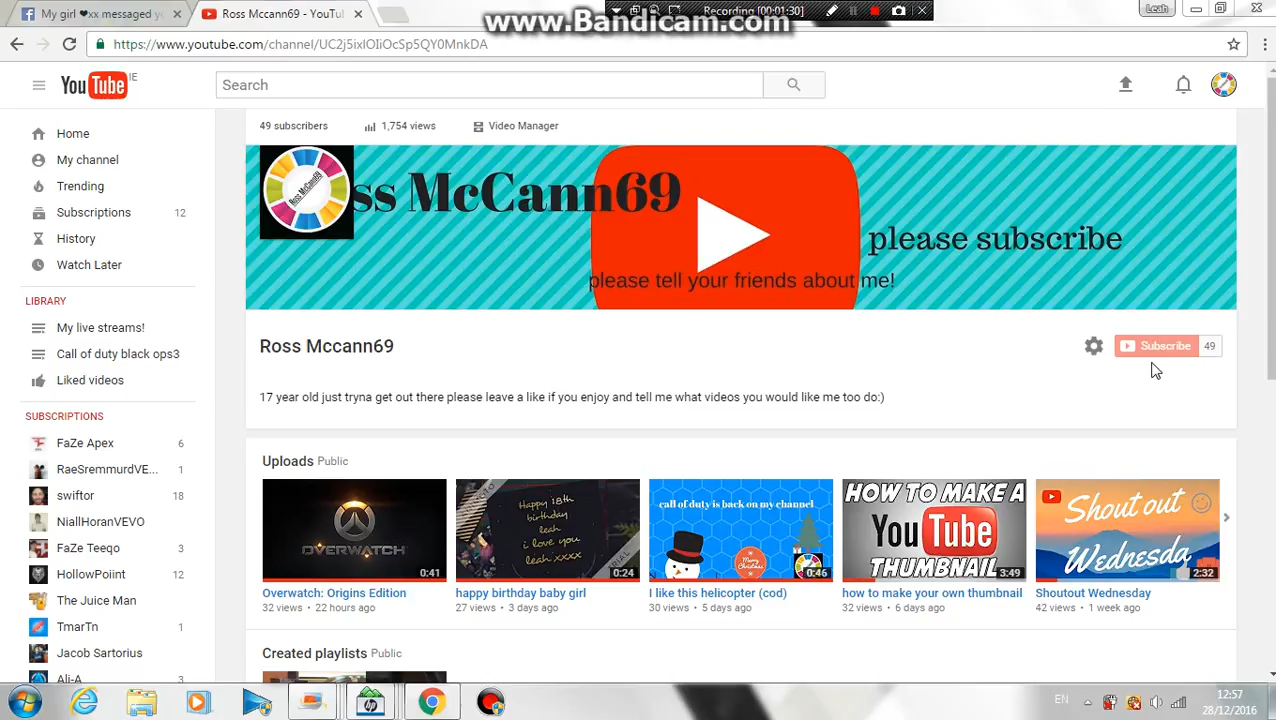 My girl ❤xx messaged y
Ross Mccann69 - YouTube
Recording [00:01:30]
Leah
www.Bandicam.com
https://www.youtube.com/channel/UC2j5ixIOIiOcSp5QY0MnkDA
YouTube IE
Search
49 subscribers
1,754 views
Video Manager
Home
My channel
Trending
Subscriptions 12
History
Watch Later
LIBRARY
My live streams!
Call of duty black ops3
Liked videos
SUBSCRIPTIONS
FaZe Apex 6
RaeSremmurdVE... 1
swiftor 18
NiallHoranVEVO
FaZe Teeqo 3
HollowPoiint 12
The Juice Man
TmarTn 1
Jacob Sartorius
Ali-A 3
Ross McCann69
ss McCann69
please subscribe
please tell your friends about me!
Ross Mccann69
Subscribe 49
17 year old just tryna get out there please leave a like if you enjoy and tell me what videos you would like me too do:)
Uploads Public
OVERWATCH
0:41
Happy 18th
birthday
leah
i love you
leah xxxx
0:24
call of duty is back on my channel
Merry
Christmas
0:46
HOW TO MAKE A
YouTube
THUMBNAIL
3:49
Shout out
Wednesda
2:32
Overwatch: Origins Edition
32 views • 22 hours ago
happy birthday baby girl
27 views • 3 days ago
I like this helicopter (cod)
30 views • 5 days ago
how to make your own thumbnail
32 views • 6 days ago
Shoutout Wednesday
42 views • 1 week ago
Created playlists Public
EN
12:57
28/12/2016